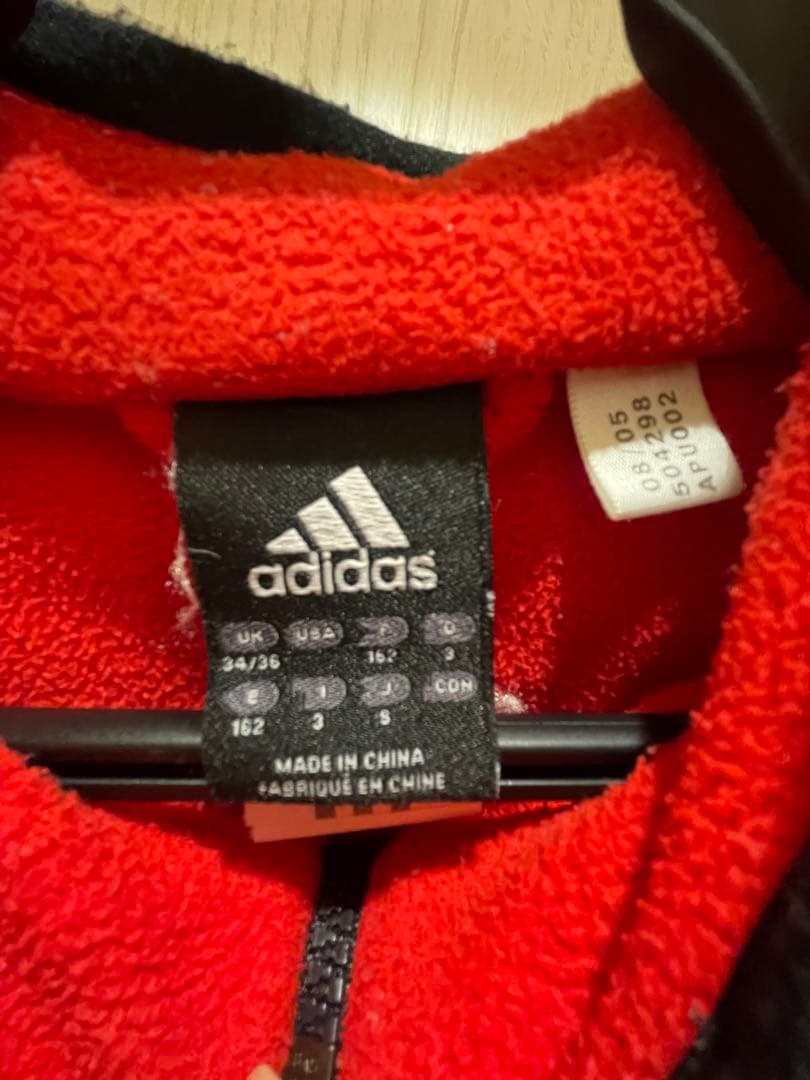 adidas
UK USA F D
34/36 162 3
E I J CDN
162 3 S
MADE IN CHINA
FABRIQUÉ EN CHINE
08/05
504298
APU002